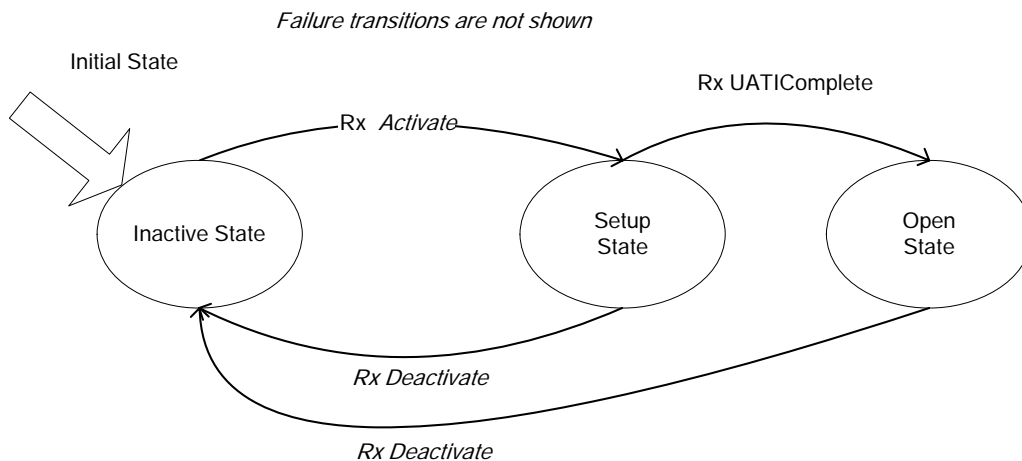 Failure transitions are not shown
Initial State
Rx UATIComplete
Rx Activate
Inactive State
Setup
State
Open
State
Rx Deactivate
Rx Deactivate